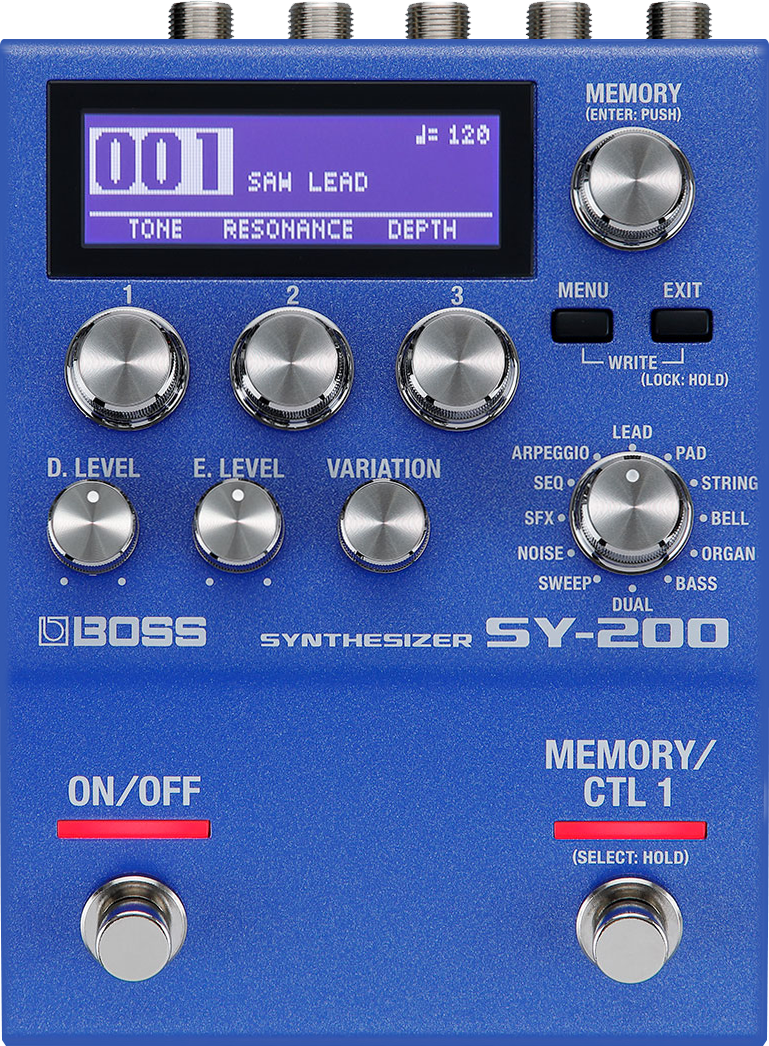 MEMORY
(ENTER: PUSH)
♩= 120
001 SAW LEAD
TONE RESONANCE DEPTH
1 2 3
MENU EXIT
WRITE
(LOCK: HOLD)
D. LEVEL E. LEVEL VARIATION
LEAD
ARPEGGIO PAD
SEQ STRING
SFX BELL
NOISE ORGAN
SWEEP BASS
DUAL
BOSS SYNTHESIZER SY-200
MEMORY/
ON/OFF CTL 1
(SELECT: HOLD)